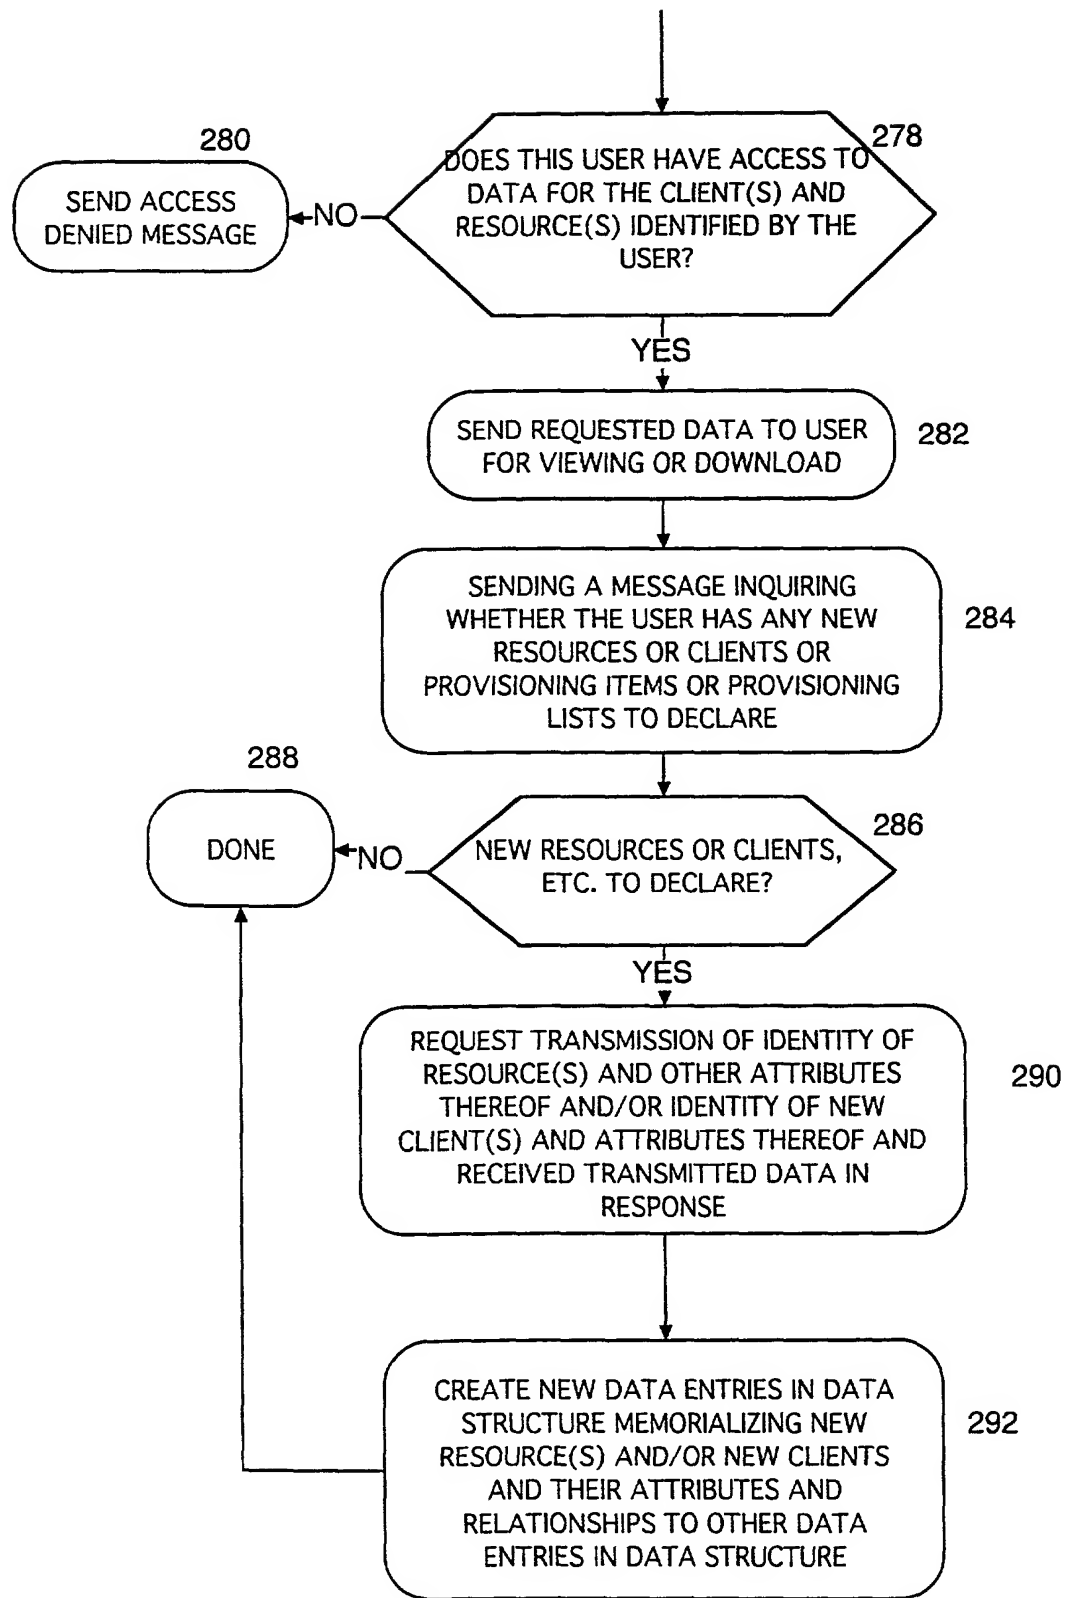 280
278
DOES THIS USER HAVE ACCESS TO
DATA FOR THE CLIENT(S) AND
RESOURCE(S) IDENTIFIED BY THE
USER?
SEND ACCESS
DENIED MESSAGE
NO
YES
SEND REQUESTED DATA TO USER
FOR VIEWING OR DOWNLOAD
282
SENDING A MESSAGE INQUIRING
WHETHER THE USER HAS ANY NEW
RESOURCES OR CLIENTS OR
PROVISIONING ITEMS OR PROVISIONING
LISTS TO DECLARE
284
288
DONE
NO
286
NEW RESOURCES OR CLIENTS,
ETC. TO DECLARE?
YES
REQUEST TRANSMISSION OF IDENTITY OF
RESOURCE(S) AND OTHER ATTRIBUTES
THEREOF AND/OR IDENTITY OF NEW
CLIENT(S) AND ATTRIBUTES THEREOF AND
RECEIVED TRANSMITTED DATA IN
RESPONSE
290
CREATE NEW DATA ENTRIES IN DATA
STRUCTURE MEMORIALIZING NEW
RESOURCE(S) AND/OR NEW CLIENTS
AND THEIR ATTRIBUTES AND
RELATIONSHIPS TO OTHER DATA
ENTRIES IN DATA STRUCTURE
292